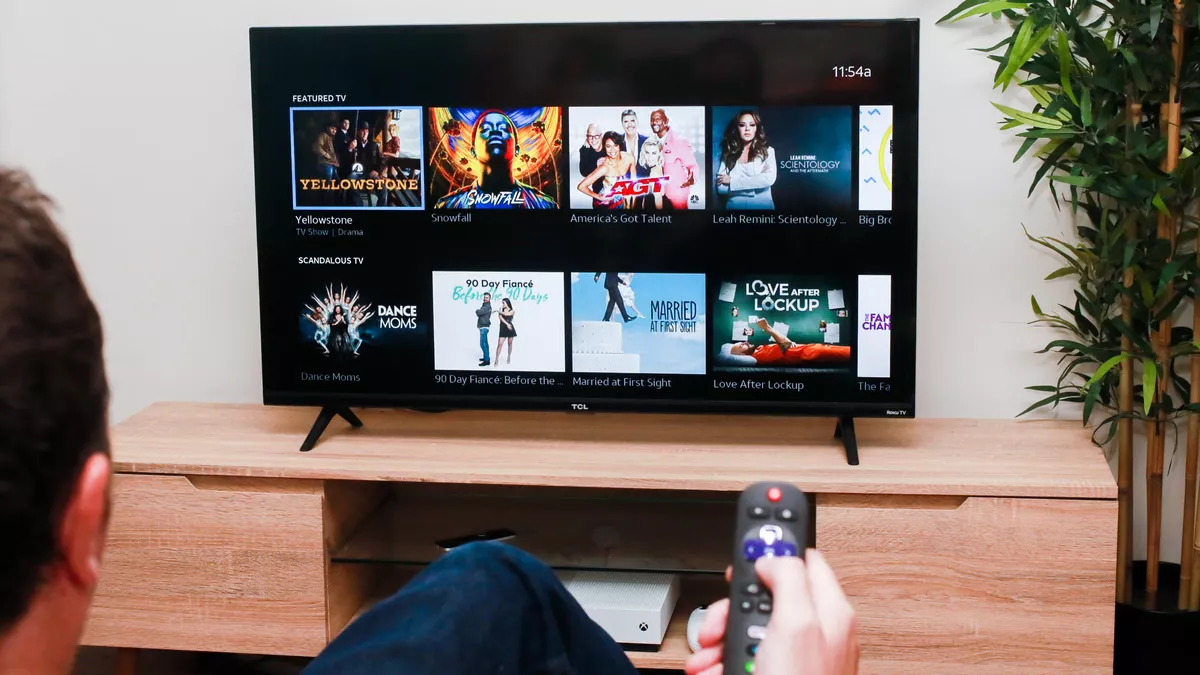 11:54a
FEATURED TV
YELLOWSTONE
SNOWFALL
AGT
LEAH REMINI:
SCIENTOLOGY
AND THE AFTERMATH
Yellowstone
Snowfall
America's Got Talent
Leah Remini: Scientology ...
Big Bro
TV Show | Drama
SCANDALOUS TV
DANCE
MOMS
90 Day Fiancé
Before the 90 Days
MARRIED
AT FIRST SIGHT
LOVE AFTER
LOCKUP
THE FAM
CHAN
Dance Moms
90 Day Fiancé: Before the ...
Married at First Sight
Love After Lockup
The Fa
TCL
Roku TV